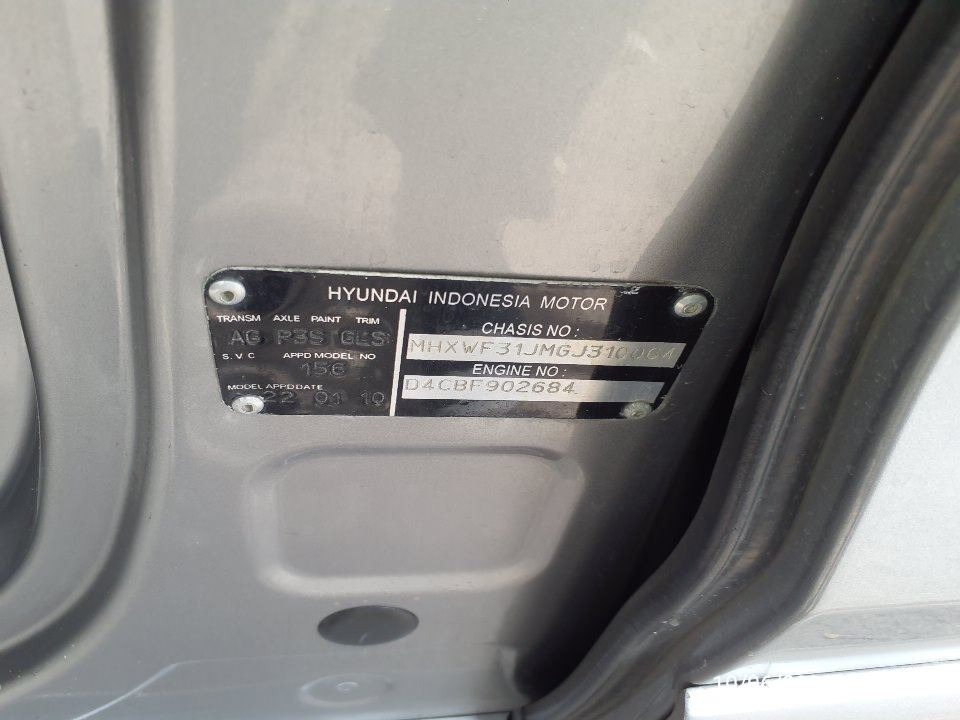 HYUNDAI INDONESIA MOTOR
TRANSM AXLE PAINT TRIM
AG P3S GLS
S.V.C APPD MODEL NO
156
MODEL APPD DATE
22 01 10
CHASIS NO :
MHXWF31JMGJ310004
ENGINE NO :
D4CBF902684